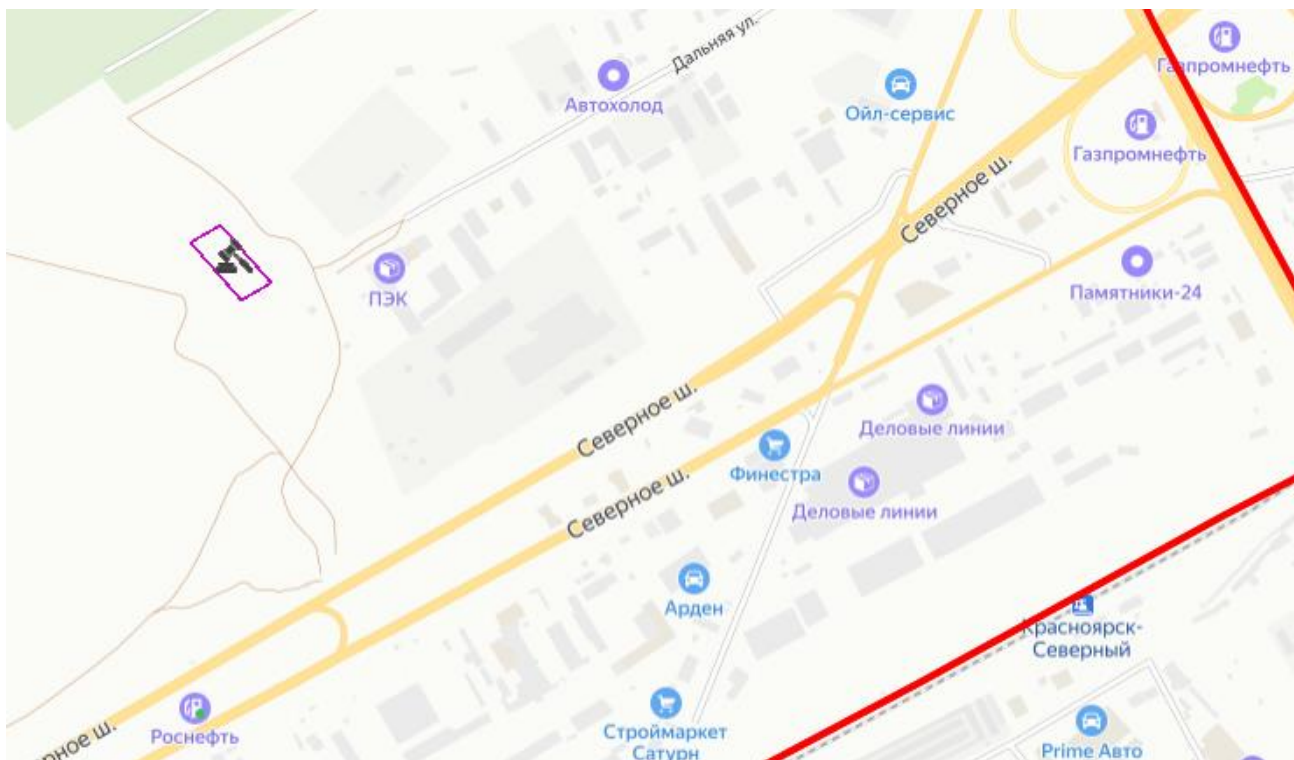 Дальняя ул.
Газпромнефть
Автохолод
Ойл-сервис
Газпромнефть
Северное ш.
ПЭК
Памятники-24
Северное ш.
Деловые линии
Финестра
Северное ш.
Деловые линии
Арден
Красноярск-
Северный
Роснефть
Строймаркет
Сатурн
Prime Авто